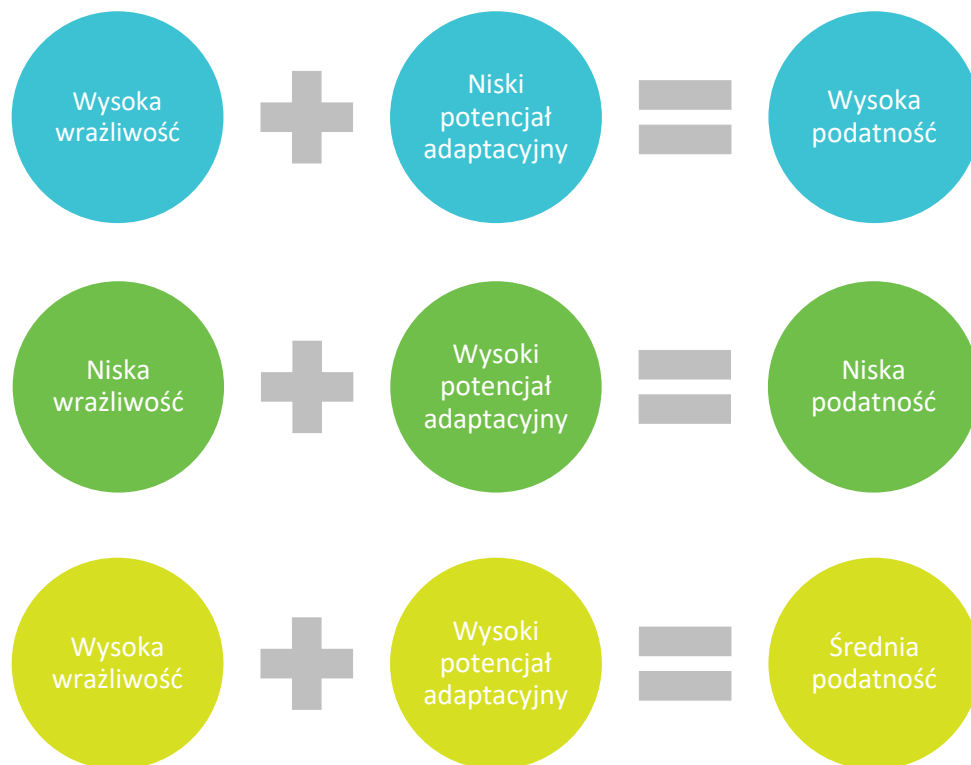 Wysoka
wrażliwość
Niski
potencjał
adaptacyjny
Wysoka
podatność
Niska
wrażliwość
Wysoki
potencjał
adaptacyjny
Niska
podatność
Wysoka
wrażliwość
Wysoki
potencjał
adaptacyjny
Średnia
podatność